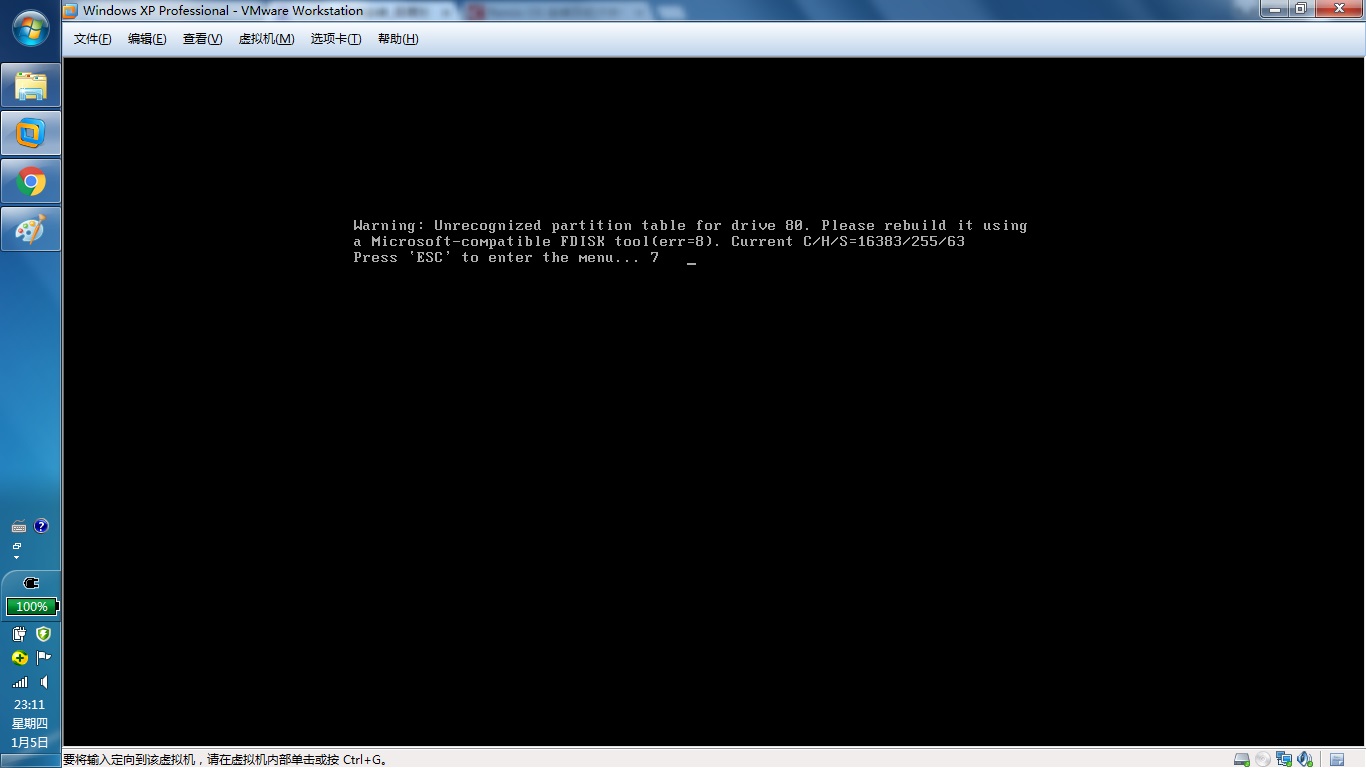 Windows XP Professional - VMware Workstation
文件(F) 编辑(E) 查看(V) 虚拟机(M) 选项卡(T) 帮助(H)
Warning: Unrecognized partition table for drive 80. Please rebuild it using
a Microsoft-compatible FDISK tool(err=8). Current C/H/S=16383/255/63
Press 'ESC' to enter the menu... 7 _
100%
23:11
星期四
1月5日
要将输入定向到该虚拟机，请在虚拟机内部单击或按 Ctrl+G。